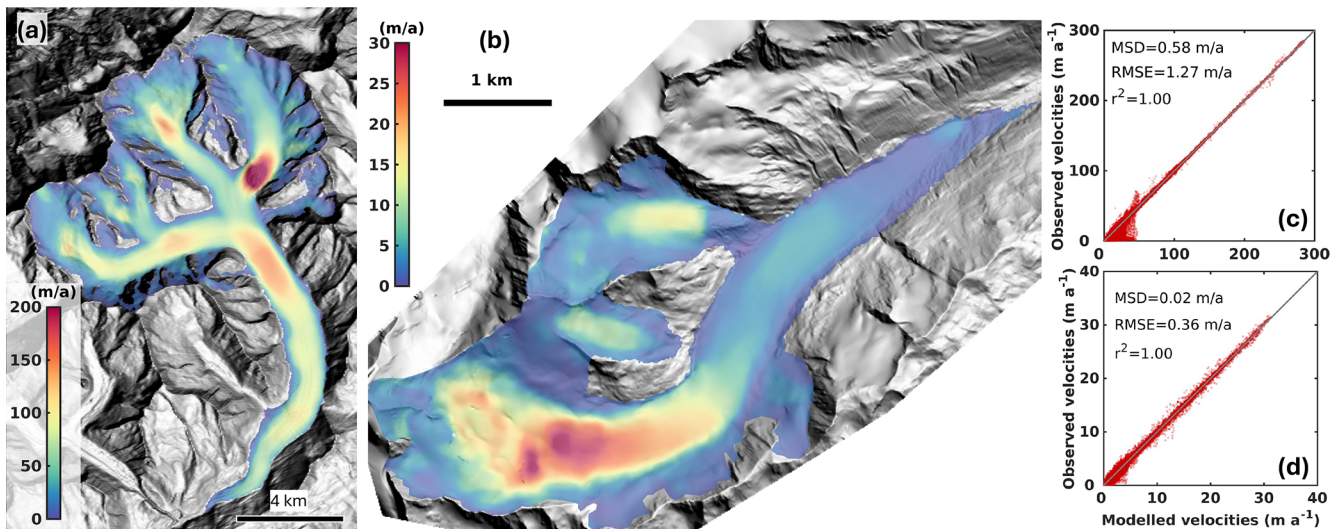 (a)
(m/a)
200
150
100
50
0
4 km
(m/a)
30
25
20
15
10
5
0
(b)
1 km
Observed velocities (m a⁻¹)
300
200
100
0
MSD=0.58 m/a
RMSE=1.27 m/a
r²=1.00
(c)
0 100 200 300
Observed velocities (m a⁻¹)
40
30
20
10
0
MSD=0.02 m/a
RMSE=0.36 m/a
r²=1.00
(d)
0 10 20 30 40
Modelled velocities (m a⁻¹)